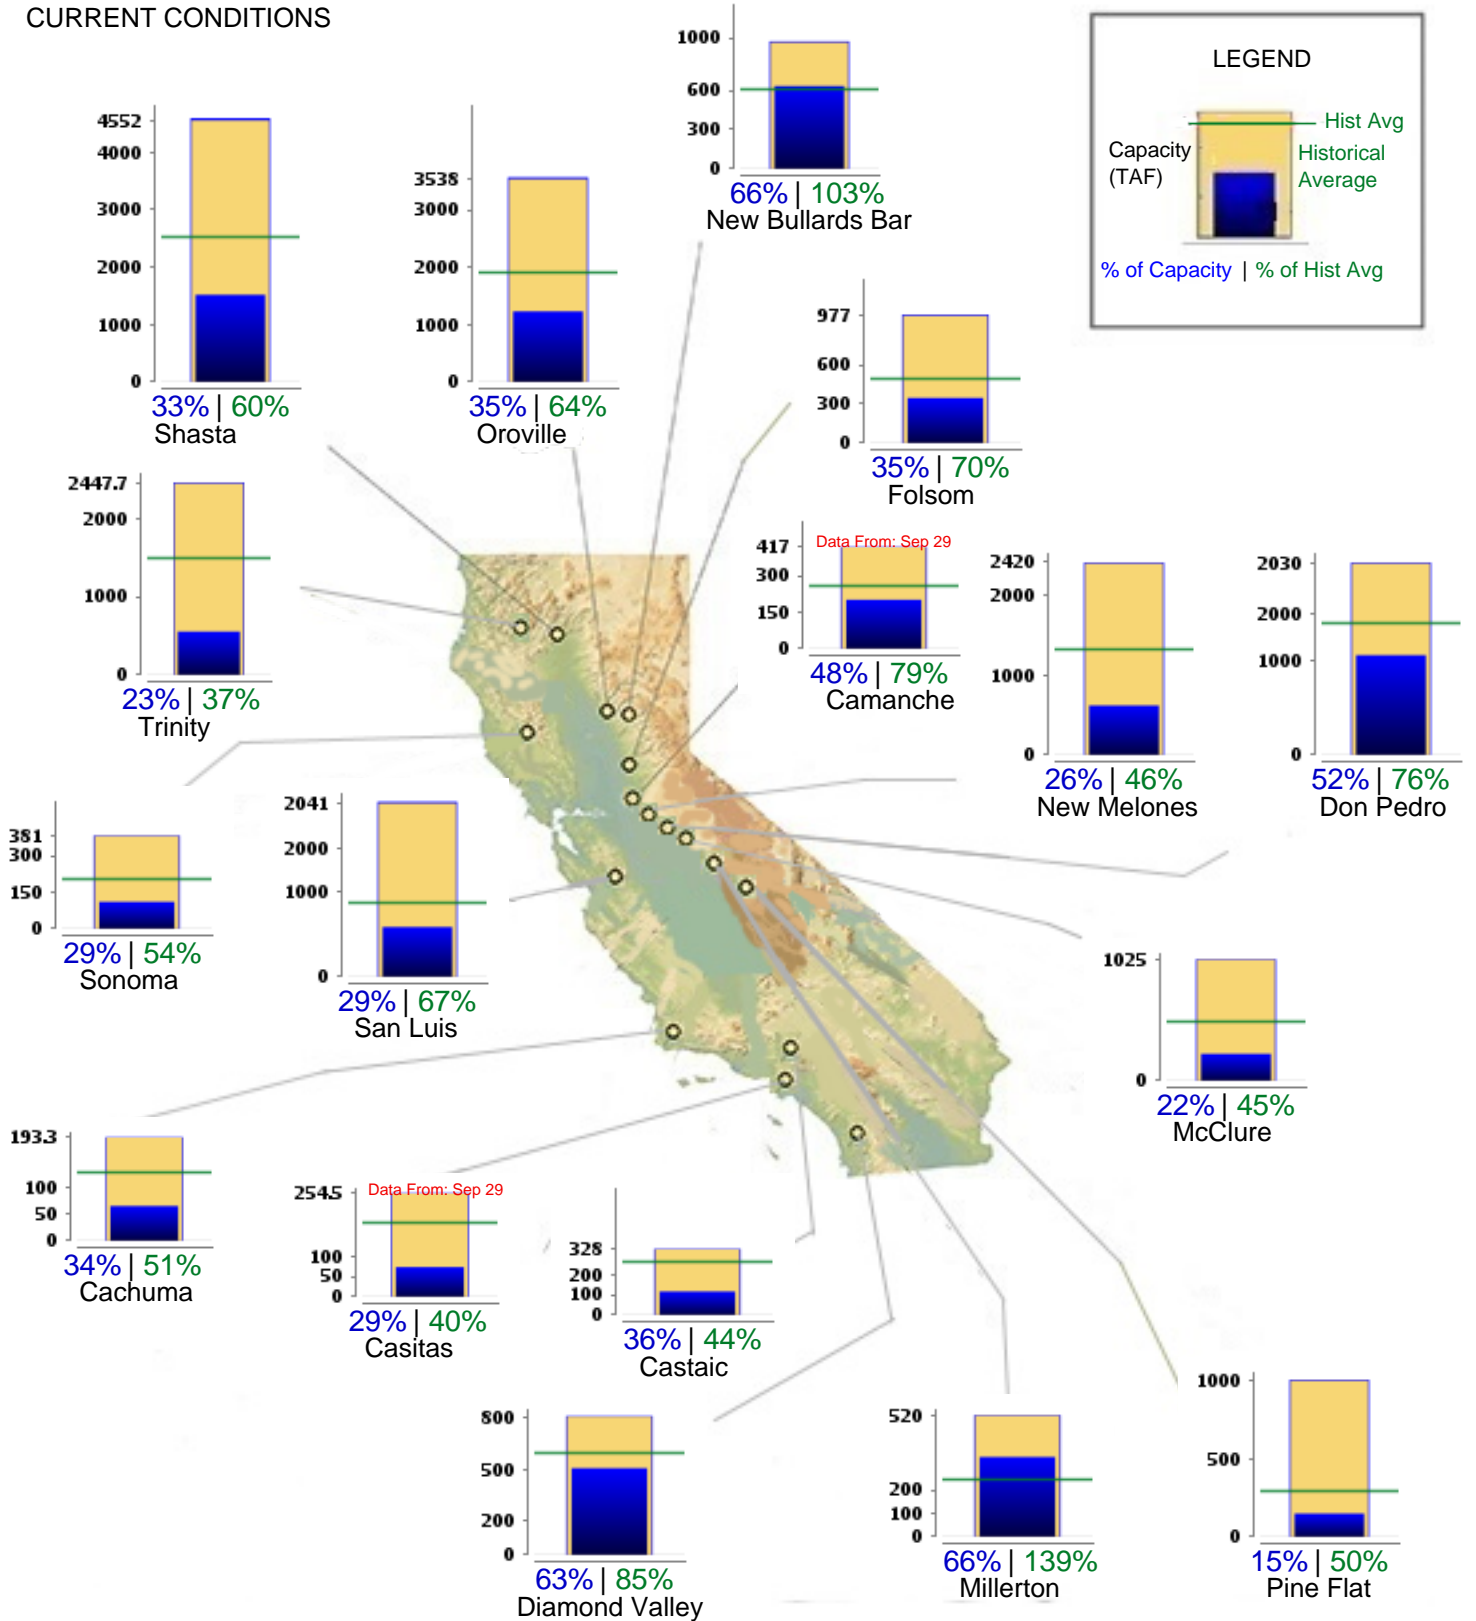 CURRENT CONDITIONS
1000
600
300
0
66% | 103%
New Bullards Bar
LEGEND
Hist Avg
Capacity
(TAF)
Historical
Average
% of Capacity | % of Hist Avg
4552
4000
3000
2000
1000
0
33% | 60%
Shasta
3538
3000
2000
1000
0
35% | 64%
Oroville
977
600
300
0
35% | 70%
Folsom
2447.7
2000
1000
0
23% | 37%
Trinity
Data From: Sep 29
417
300
150
0
48% | 79%
Camanche
2420
2000
1000
0
26% | 46%
New Melones
2030
2000
1000
0
52% | 76%
Don Pedro
381
300
150
0
29% | 54%
Sonoma
2041
2000
1000
0
29% | 67%
San Luis
1025
0
22% | 45%
McClure
193.3
100
50
0
34% | 51%
Cachuma
Data From: Sep 29
254.5
100
50
0
29% | 40%
Casitas
328
200
100
0
36% | 44%
Castaic
800
500
200
0
63% | 85%
Diamond Valley
520
200
100
0
66% | 139%
Millerton
1000
500
0
15% | 50%
Pine Flat